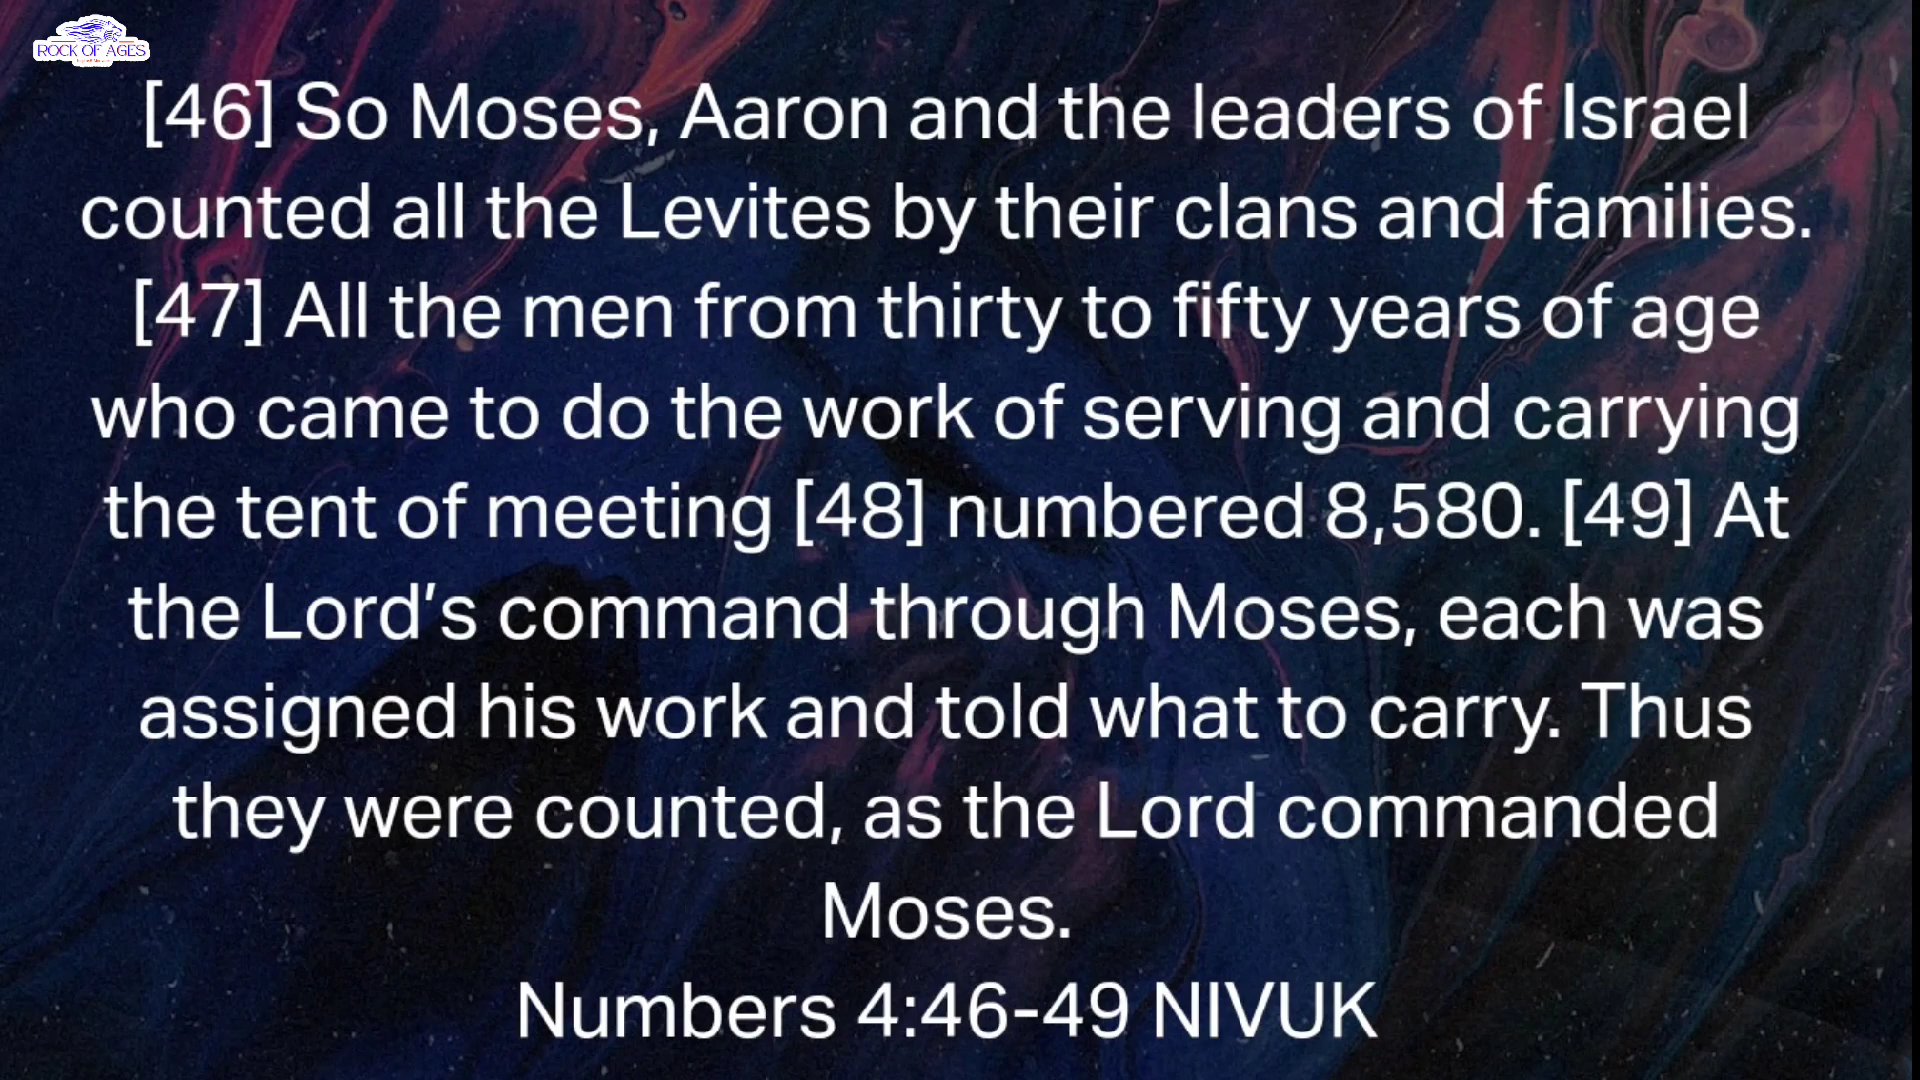 ROCK OF AGES
[46] So Moses, Aaron and the leaders of Israel
counted all the Levites by their clans and families.
[47] All the men from thirty to fifty years of age
who came to do the work of serving and carrying
the tent of meeting [48] numbered 8,580. [49] At
the Lord’s command through Moses, each was
assigned his work and told what to carry. Thus
they were counted, as the Lord commanded
Moses.
Numbers 4:46-49 NIVUK